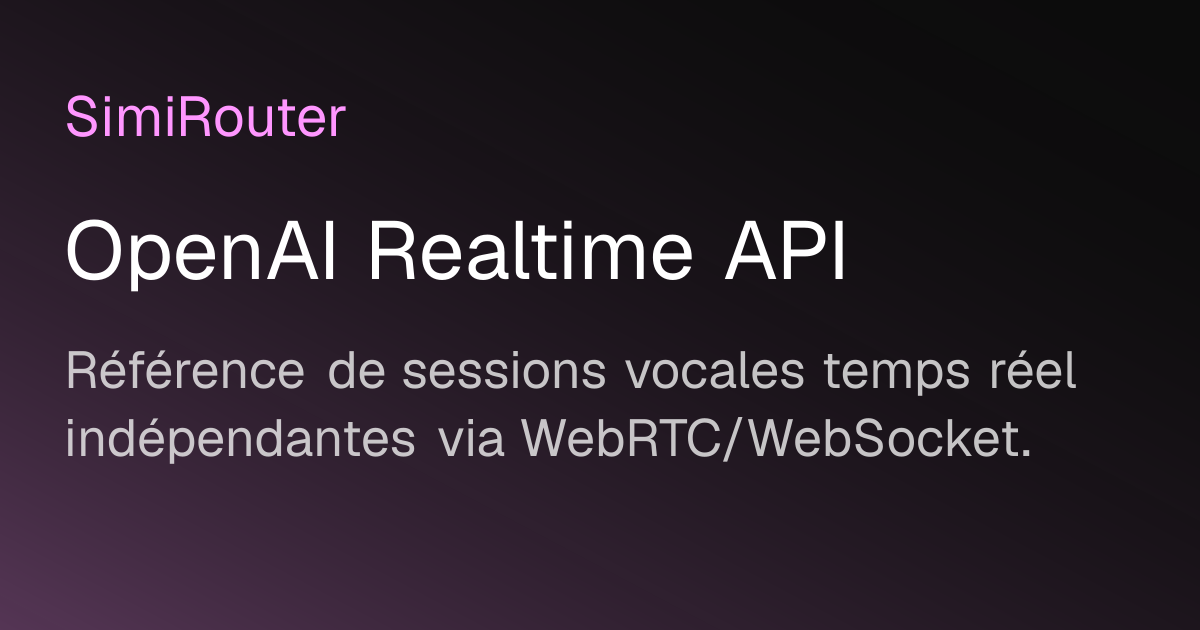 SimiRouter
OpenAI Realtime API
Référence de sessions vocales temps réel
indépendantes via WebRTC/WebSocket.